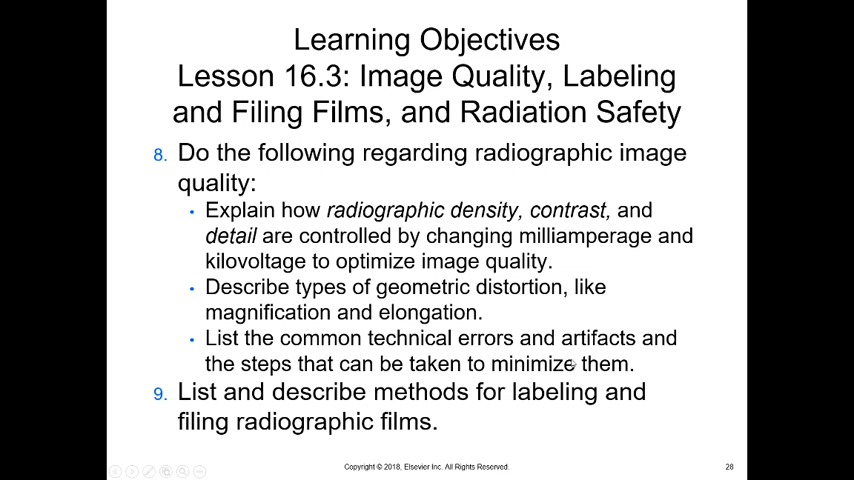 Learning Objectives
Lesson 16.3: Image Quality, Labeling
and Filing Films, and Radiation Safety
8. Do the following regarding radiographic image
quality:
• Explain how radiographic density, contrast, and
detail are controlled by changing milliamperage and
kilovoltage to optimize image quality.
• Describe types of geometric distortion, like
magnification and elongation.
• List the common technical errors and artifacts and
the steps that can be taken to minimize them.
9. List and describe methods for labeling and
filing radiographic films.
Copyright © 2018, Elsevier Inc. All Rights Reserved.
28